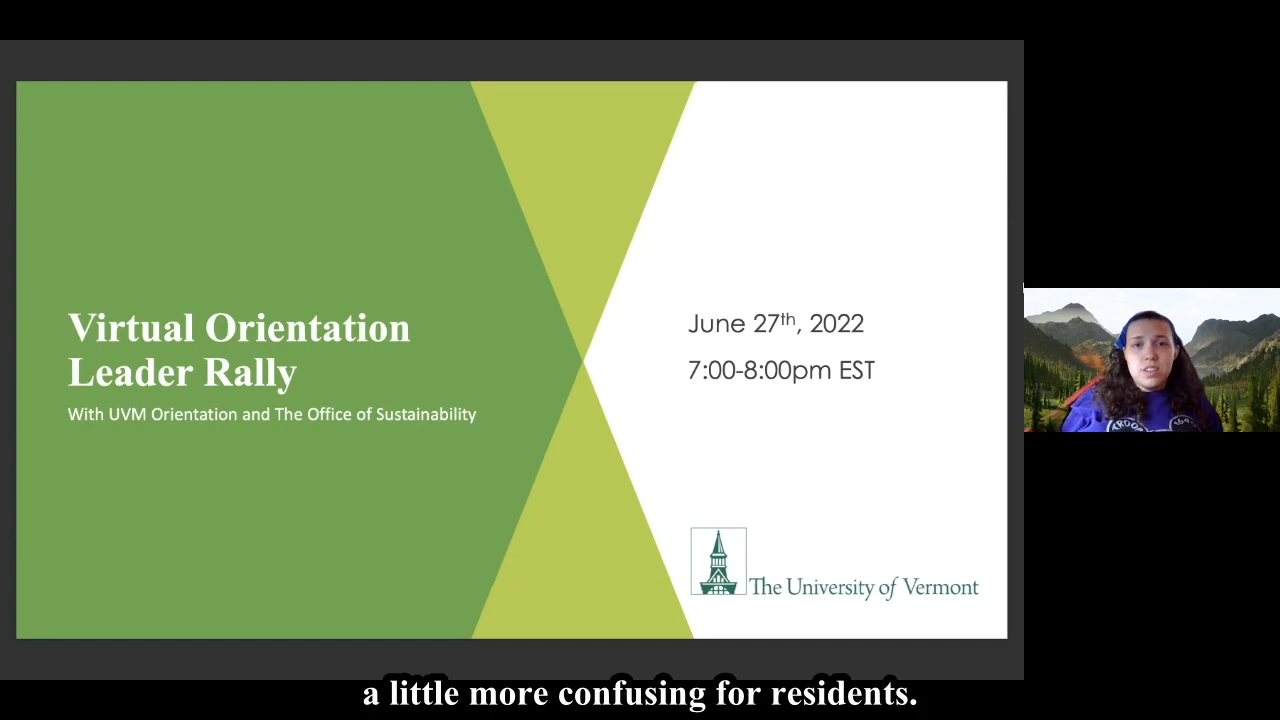 Virtual Orientation
Leader Rally
With UVM Orientation and The Office of Sustainability
June 27th, 2022
7:00-8:00pm EST
The University of Vermont
TROOP
a little more confusing for residents.